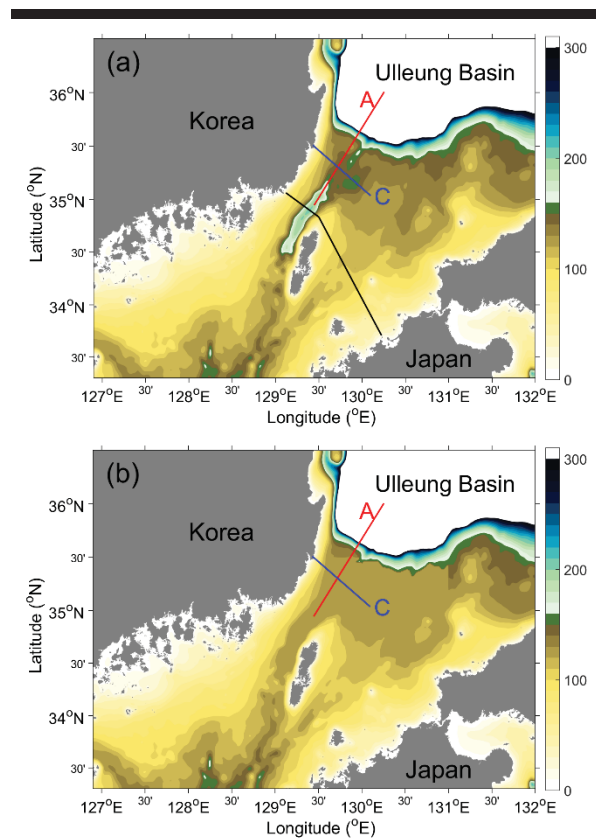 (a)
Ulleung Basin
Korea
A
C
Japan
36°N
30'
35°N
30'
34°N
30'
Latitude (°N)
127°E 30' 128°E 30' 129°E 30' 130°E 30' 131°E 30' 132°E
Longitude (°E)
300
200
100
0
(b)
Ulleung Basin
Korea
A
C
Japan
36°N
30'
35°N
30'
34°N
30'
Latitude (°N)
127°E 30' 128°E 30' 129°E 30' 130°E 30' 131°E 30' 132°E
Longitude (°E)
300
200
100
0